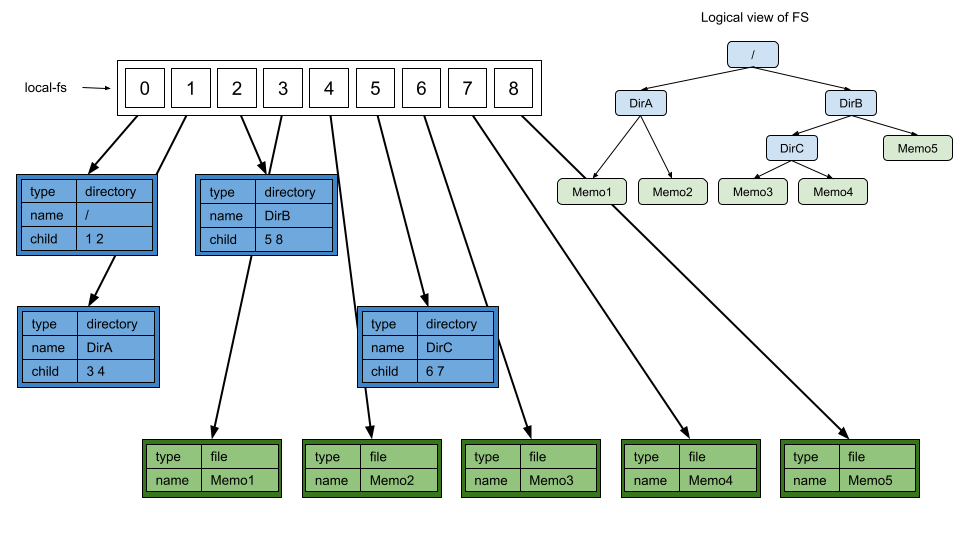 Logical view of FS
/
local-fs
0 1 2 3 4 5 6 7 8
DirA
DirB
DirC
Memo5
Memo1
Memo2
Memo3
Memo4
type directory
name /
child 1 2
type directory
name DirB
child 5 8
type directory
name DirA
child 3 4
type directory
name DirC
child 6 7
type file
name Memo1
type file
name Memo2
type file
name Memo3
type file
name Memo4
type file
name Memo5